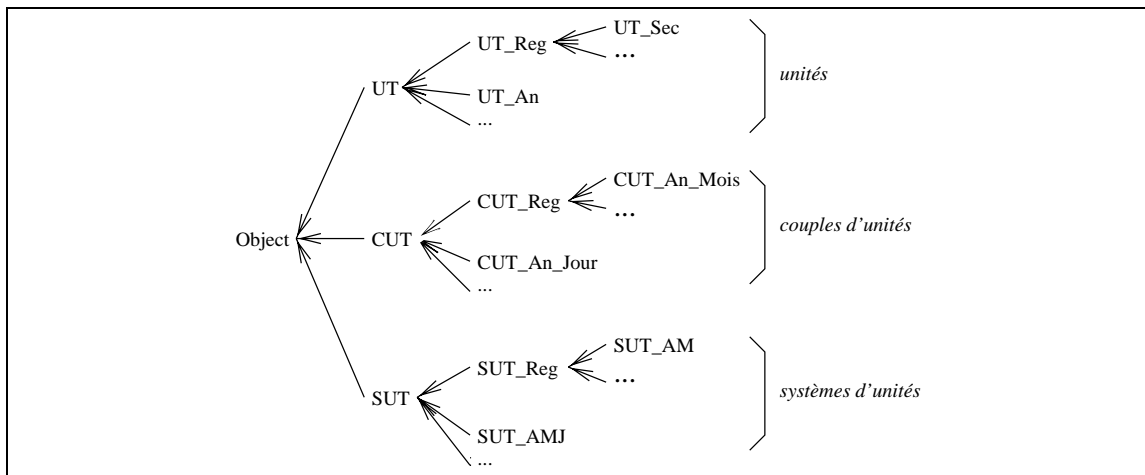 UT_Sec
UT_Reg
...
unités
UT
UT_An
...
CUT_An_Mois
CUT_Reg
...
couples d'unités
Object
CUT
CUT_An_Jour
...
SUT_AM
SUT_Reg
...
systèmes d'unités
SUT
SUT_AMJ
...